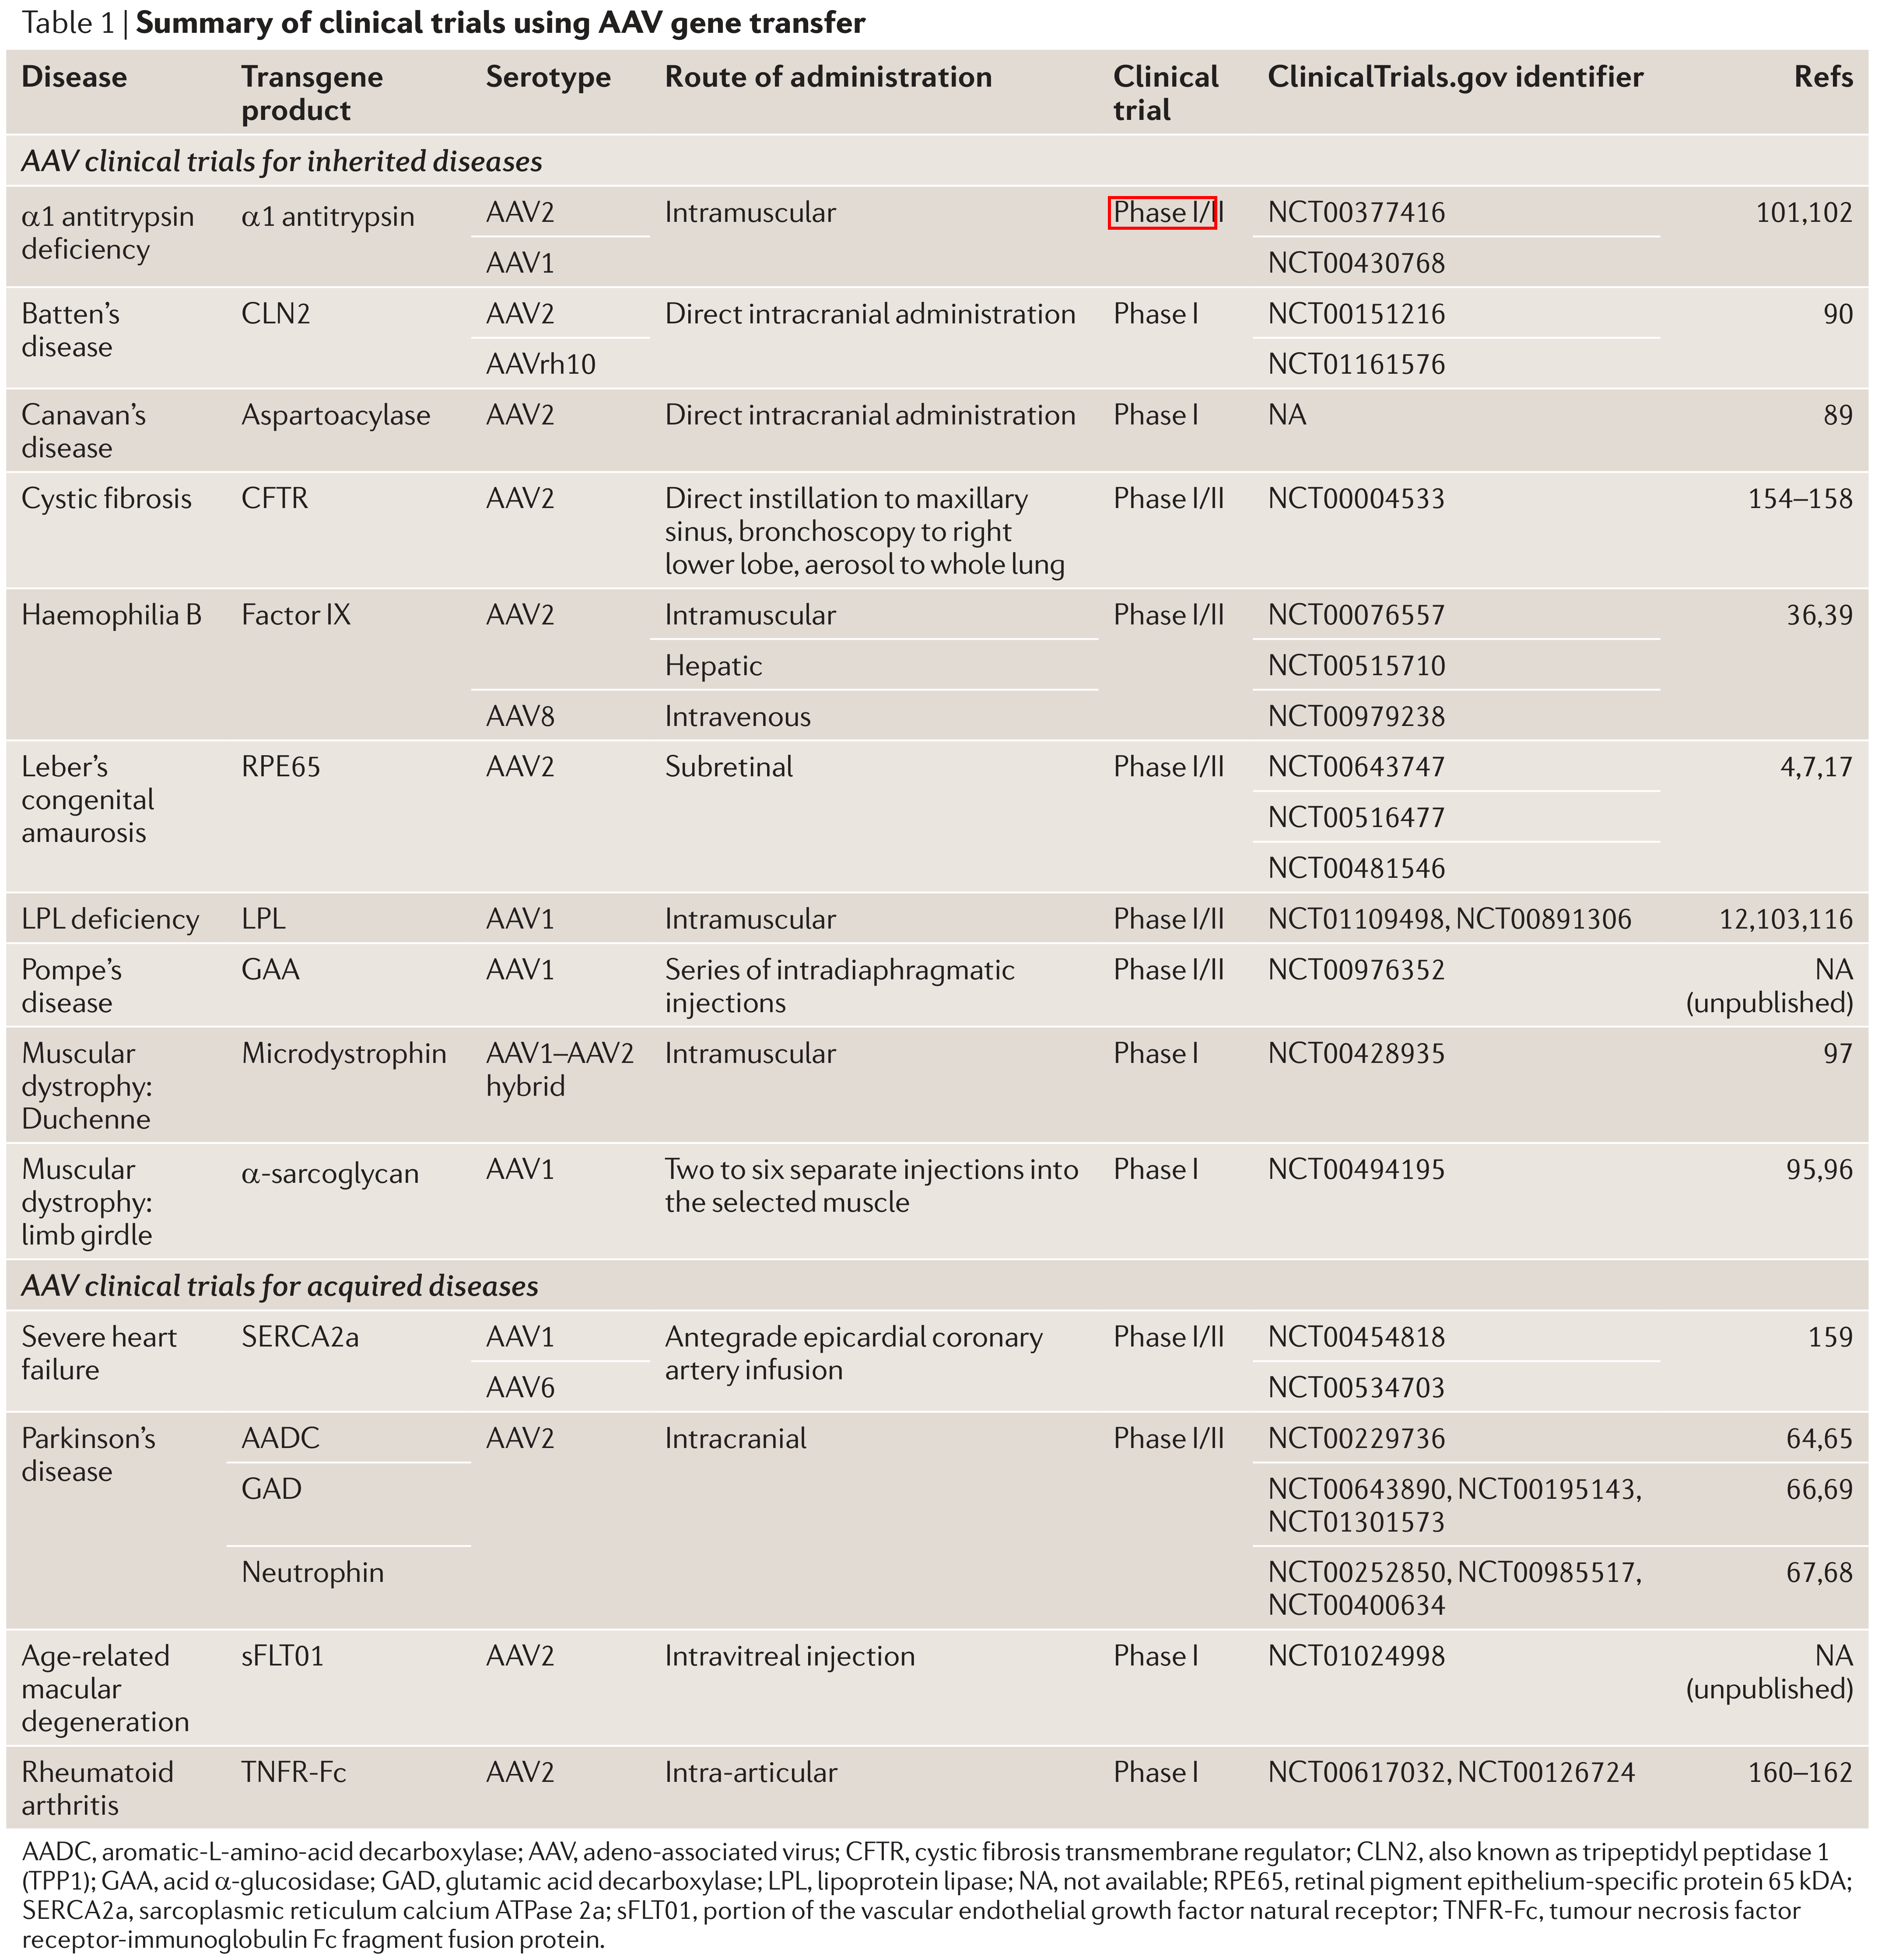 Table 1 | Summary of clinical trials using AAV gene transfer
Disease Transgene product Serotype Route of administration Clinical trial ClinicalTrials.gov identifier Refs
AAV clinical trials for inherited diseases
α1 antitrypsin deficiency α1 antitrypsin AAV2 Intramuscular Phase I/II NCT00377416 101,102
AAV1 NCT00430768
Batten’s disease CLN2 AAV2 Direct intracranial administration Phase I NCT00151216 90
AAVrh10 NCT01161576
Canavan’s disease Aspartoacylase AAV2 Direct intracranial administration Phase I NA 89
Cystic fibrosis CFTR AAV2 Direct instillation to maxillary sinus, bronchoscopy to right lower lobe, aerosol to whole lung Phase I/II NCT00004533 154–158
Haemophilia B Factor IX AAV2 Intramuscular Phase I/II NCT00076557 36,39
Hepatic NCT00515710
AAV8 Intravenous NCT00979238
Leber’s congenital amaurosis RPE65 AAV2 Subretinal Phase I/II NCT00643747 4,7,17
NCT00516477
NCT00481546
LPL deficiency LPL AAV1 Intramuscular Phase I/II NCT01109498, NCT00891306 12,103,116
Pompe’s disease GAA AAV1 Series of intradiaphragmatic injections Phase I/II NCT00976352 NA (unpublished)
Muscular dystrophy: Duchenne Microdystrophin AAV1–AAV2 hybrid Intramuscular Phase I NCT00428935 97
Muscular dystrophy: limb girdle α-sarcoglycan AAV1 Two to six separate injections into the selected muscle Phase I NCT00494195 95,96
AAV clinical trials for acquired diseases
Severe heart failure SERCA2a AAV1 Antegrade epicardial coronary artery infusion Phase I/II NCT00454818 159
AAV6 NCT00534703
Parkinson’s disease AADC AAV2 Intracranial Phase I/II NCT00229736 64,65
GAD NCT00643890, NCT00195143, NCT01301573 66,69
Neutrophin NCT00252850, NCT00985517, NCT00400634 67,68
Age-related macular degeneration sFLT01 AAV2 Intravitreal injection Phase I NCT01024998 NA (unpublished)
Rheumatoid arthritis TNFR-Fc AAV2 Intra-articular Phase I NCT00617032, NCT00126724 160–162
AADC, aromatic-L-amino-acid decarboxylase; AAV, adeno-associated virus; CFTR, cystic fibrosis transmembrane regulator; CLN2, also known as tripeptidyl peptidase 1
(TPP1); GAA, acid α-glucosidase; GAD, glutamic acid decarboxylase; LPL, lipoprotein lipase; NA, not available; RPE65, retinal pigment epithelium-specific protein 65 kDA;
SERCA2a, sarcoplasmic reticulum calcium ATPase 2a; sFLT01, portion of the vascular endothelial growth factor natural receptor; TNFR-Fc, tumour necrosis factor
receptor-immunoglobulin Fc fragment fusion protein.